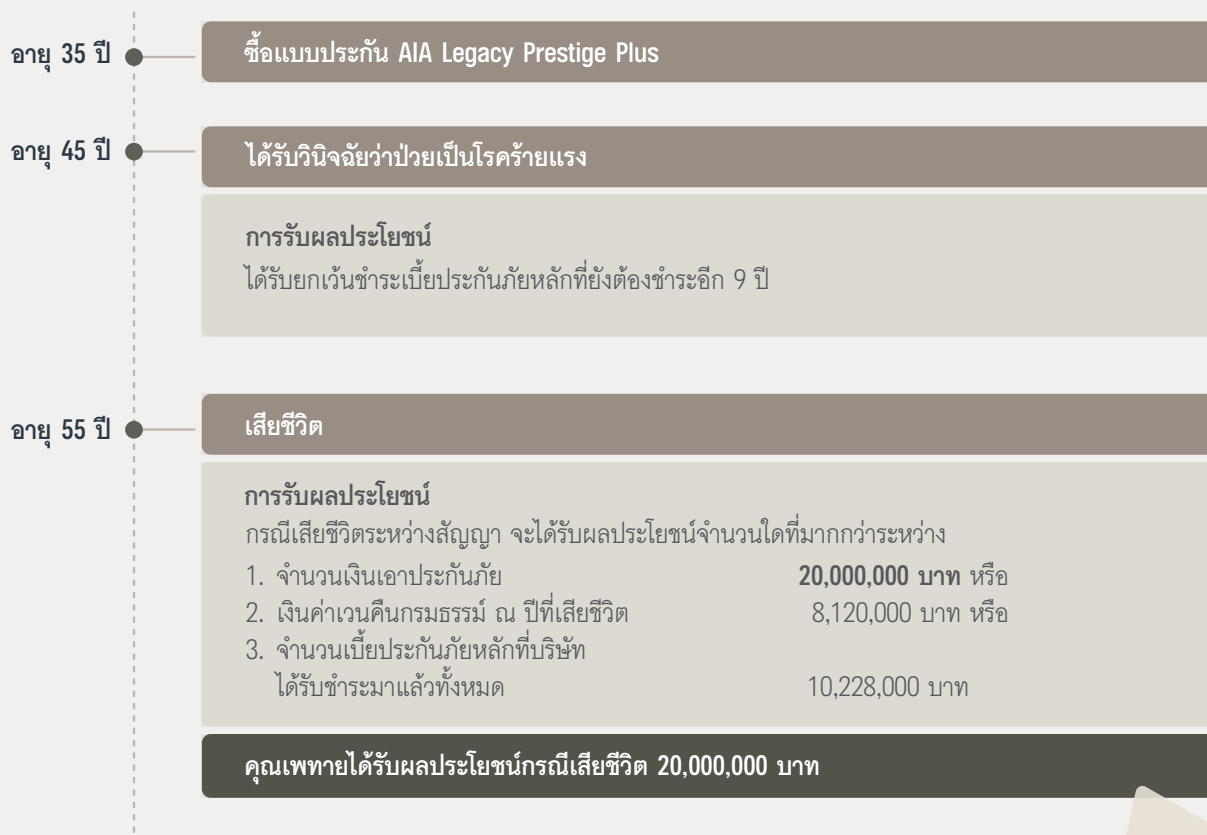 อายุ 35 ปี
ซื้อแบบประกัน AIA Legacy Prestige Plus
อายุ 45 ปี
ได้รับวินิจฉัยว่าป่วยเป็นโรคร้ายแรง
การรับผลประโยชน์
ได้รับยกเว้นชำระเบี้ยประกันภัยหลักที่ยังต้องชำระอีก 9 ปี
อายุ 55 ปี
เสียชีวิต
การรับผลประโยชน์
กรณีเสียชีวิตระหว่างสัญญา จะได้รับผลประโยชน์จำนวนใดที่มากกว่าระหว่าง
1. จำนวนเงินเอาประกันภัย 20,000,000 บาท หรือ
2. เงินค่าเวนคืนกรมธรรม์ ณ ปีที่เสียชีวิต 8,120,000 บาท หรือ
3. จำนวนเบี้ยประกันภัยหลักที่บริษัท
ได้รับชำระมาแล้วทั้งหมด 10,228,000 บาท
คุณเพทายได้รับผลประโยชน์กรณีเสียชีวิต 20,000,000 บาท